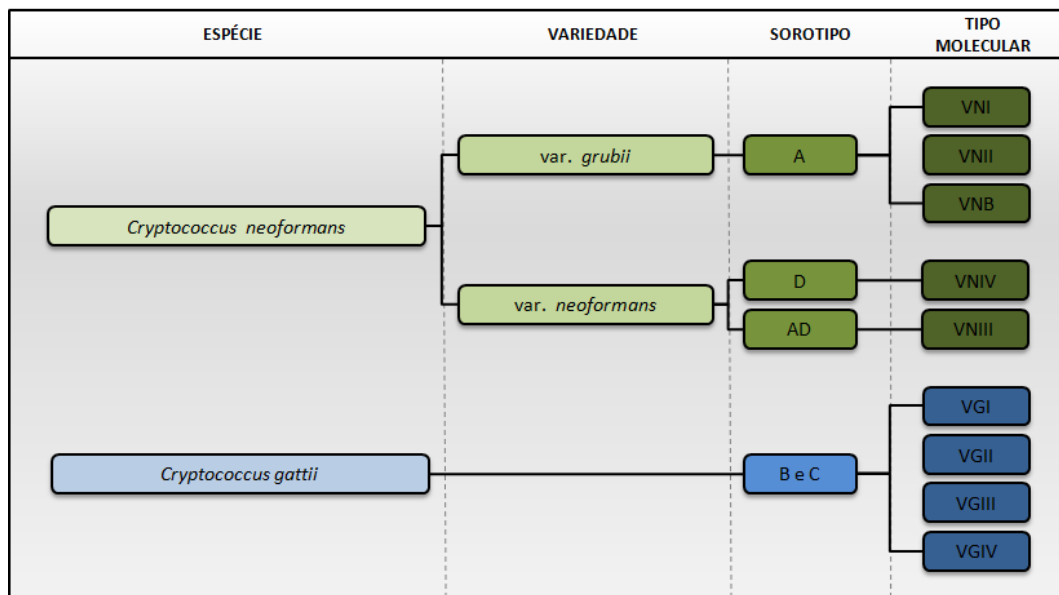 ESPÉCIE
VARIEDADE
SOROTIPO
TIPO
MOLECULAR
Cryptococcus neoformans
var. grubii
A
VNI
VNII
VNB
var. neoformans
D
VNIV
AD
VNIII
Cryptococcus gattii
B e C
VGI
VGII
VGIII
VGIV